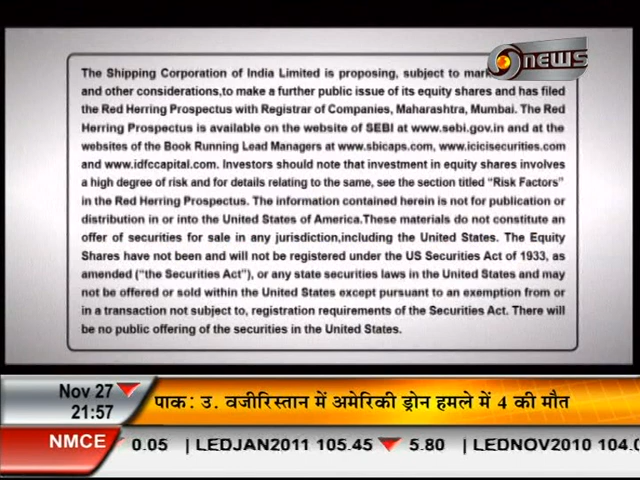 NEWS
The Shipping Corporation of India Limited is proposing, subject to
and other considerations,to make a further public issue of its equity shares and has filed
the Red Herring Prospectus with Registrar of Companies, Maharashtra, Mumbai. The Red
Herring Prospectus is available on the website of SEBI at www.sebi.gov.in and at the
websites of the Book Running Lead Managers at www.sbicaps.com, www.icicisecurities.com
and www.idfccapital.com. Investors should note that investment in equity shares involves
a high degree of risk and for details relating to the same, see the section titled “Risk Factors”
in the Red Herring Prospectus. The information contained herein is not for publication or
distribution in or into the United States of America.These materials do not constitute an
offer of securities for sale in any jurisdiction,including the United States. The Equity
Shares have not been and will not be registered under the US Securities Act of 1933, as
amended (“the Securities Act”), or any state securities laws in the United States and may
not be offered or sold within the United States except pursuant to an exemption from or
in a transaction not subject to, registration requirements of the Securities Act. There will
be no public offering of the securities in the United States.
Nov 27
21:57
पाक: उ. वजीरिस्तान में अमेरिकी ड्रोन हमले में 4 की मौत
NMCE 0.05 | LEDJAN2011 105.45 5.80 | LEDNOV2010 104.0